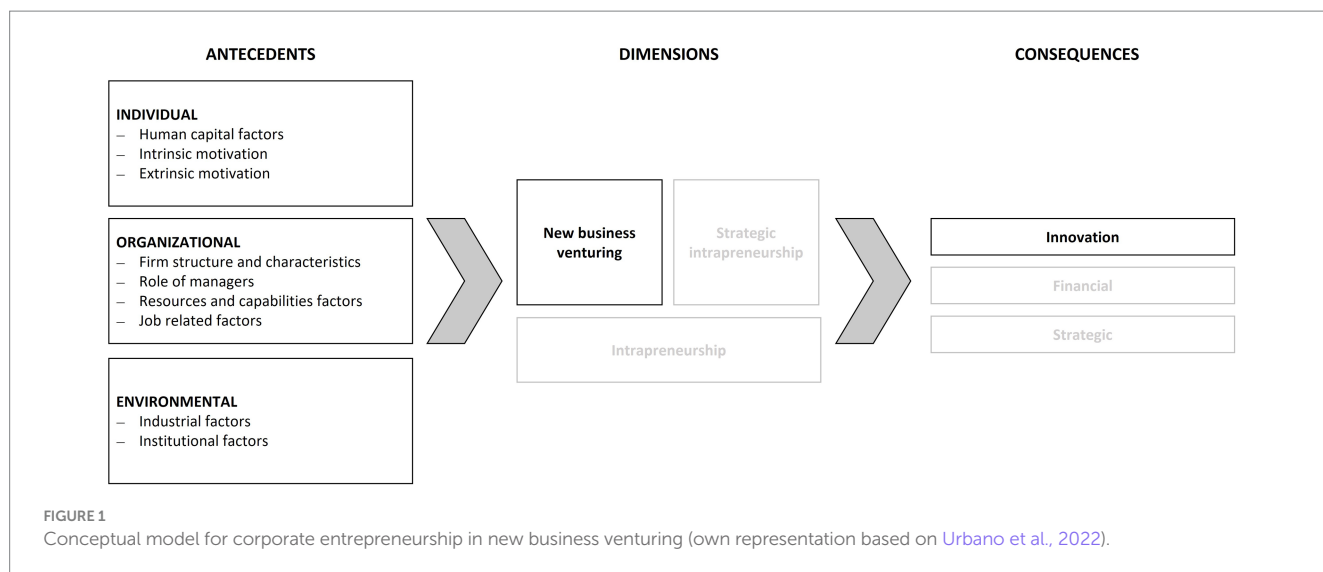 ANTECEDENTS
DIMENSIONS
CONSEQUENCES
INDIVIDUAL
– Human capital factors
– Intrinsic motivation
– Extrinsic motivation
ORGANIZATIONAL
– Firm structure and characteristics
– Role of managers
– Resources and capabilities factors
– Job related factors
ENVIRONMENTAL
– Industrial factors
– Institutional factors
New business
venturing
Strategic
intrapreneurship
Intrapreneurship
Innovation
Financial
Strategic
FIGURE 1
Conceptual model for corporate entrepreneurship in new business venturing (own representation based on Urbano et al., 2022).